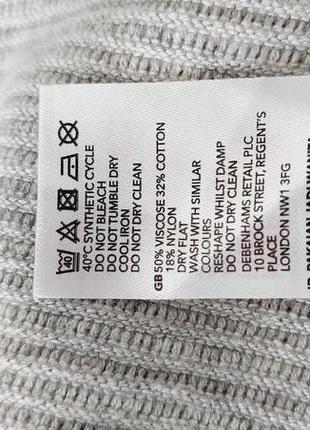 40
40°C SYNTHETIC CYCLE
DO NOT BLEACH
DO NOT TUMBLE DRY
COOL IRON
DO NOT DRY CLEAN
GB 50% VISCOSE 32% COTTON
18% NYLON
DRY FLAT
WASH WITH SIMILAR
COLOURS
RESHAPE WHILST DAMP
DO NOT DRY CLEAN
DEBENHAMS RETAIL PLC
10 BROCK STREET, REGENT'S
PLACE
LONDON NW1 3FG